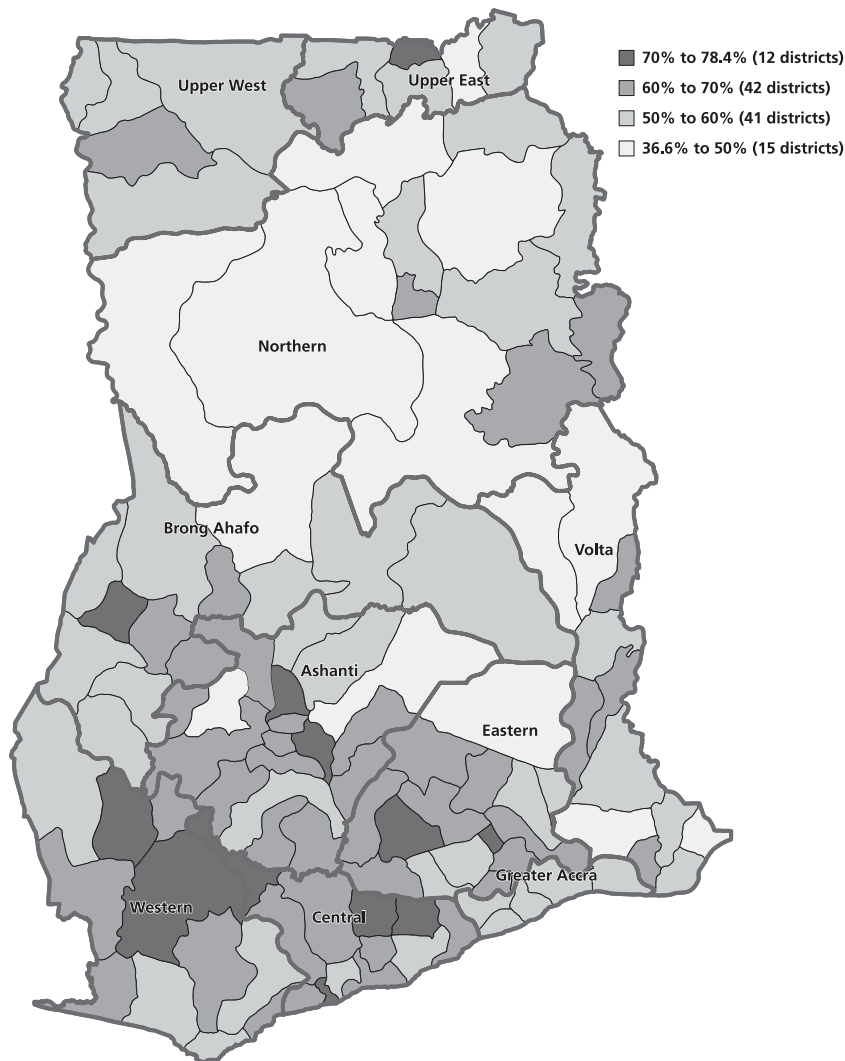 70% to 78.4% (12 districts)
60% to 70% (42 districts)
50% to 60% (41 districts)
36.6% to 50% (15 districts)
Upper West
Upper East
Northern
Brong Ahafo
Volta
Ashanti
Eastern
Greater Accra
Western
Central